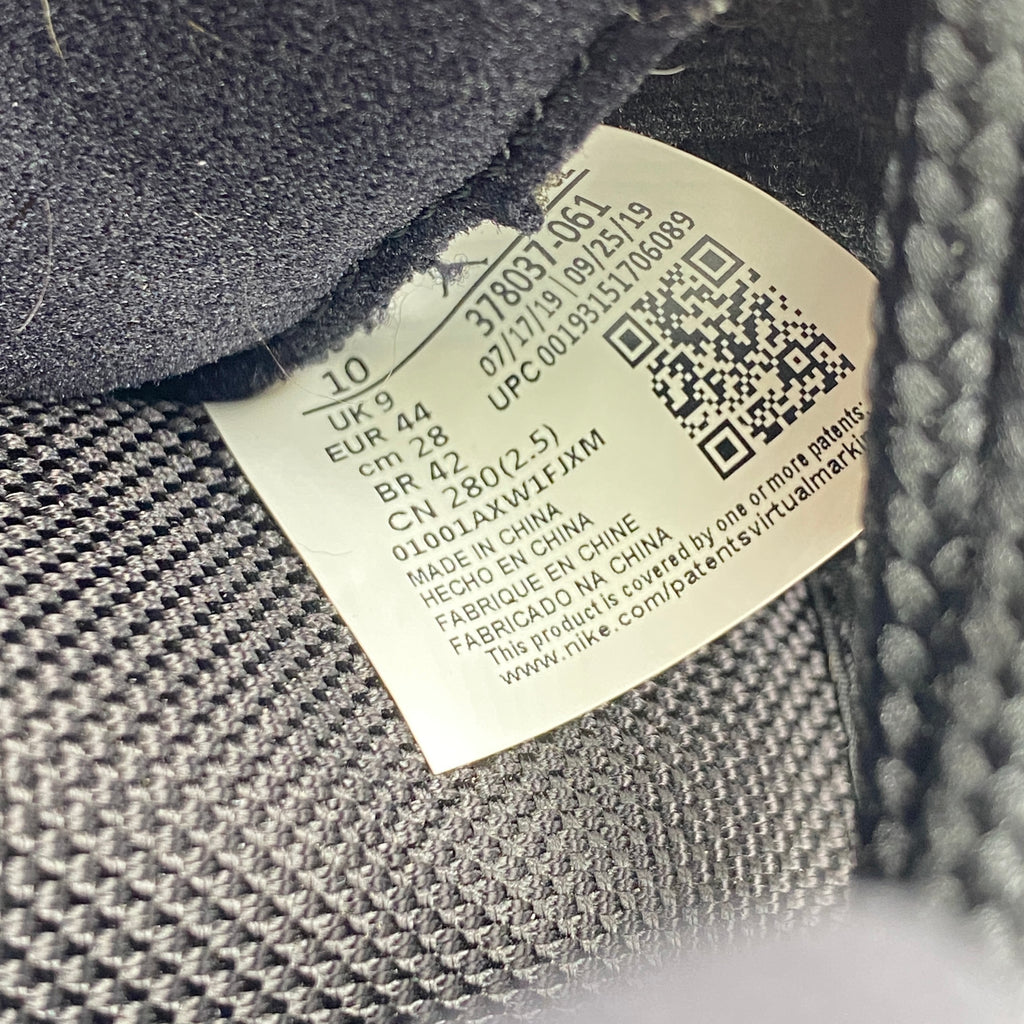 10
UK 9
EUR 44
cm 28
BR 42
CN 280(2.5)
378037-061
07/17/19 | 09/25/19
UPC 00193151706089
01001AXW1FJXM
MADE IN CHINA
HECHO EN CHINA
FABRIQUE EN CHINE
FABRICADO NA CHINA
This product is covered by one or more patents:
www.nike.com/patentsvirtualmarki